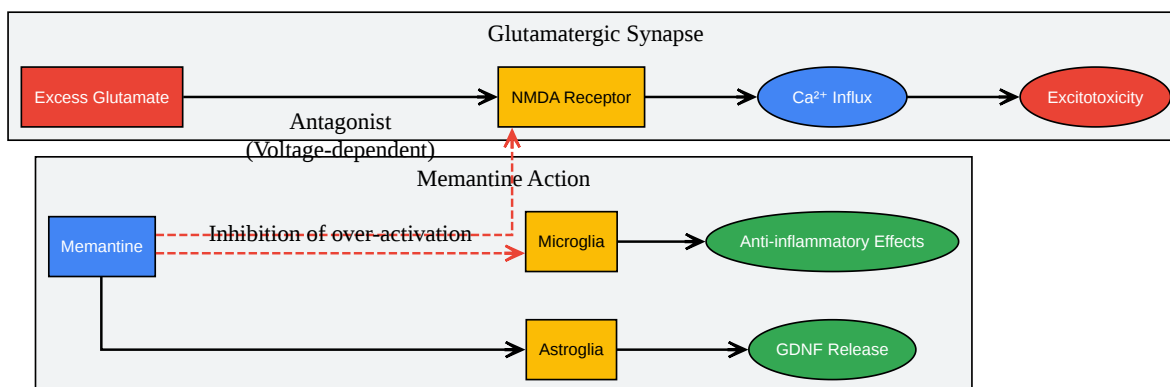 Glutamatergic Synapse
Excess Glutamate
NMDA Receptor
Ca²⁺ Influx
Excitotoxicity
Antagonist
(Voltage-dependent)
Memantine Action
Memantine
Inhibition of over-activation
Microglia
Anti-inflammatory Effects
Astroglia
GDNF Release